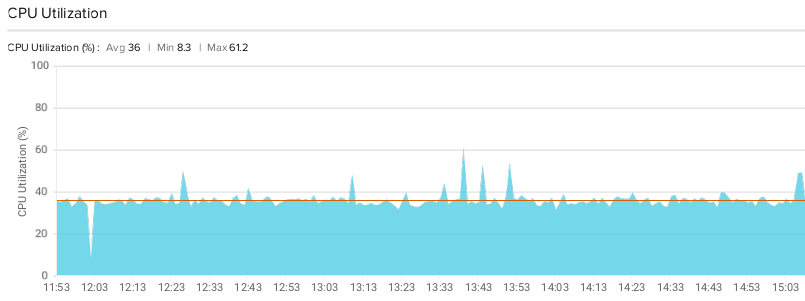 CPU Utilization
CPU Utilization (%) : Avg 36 | Min 8.3 | Max 61.2
100
80
60
40
20
0
CPU Utilization (%)
11:53 12:03 12:13 12:23 12:33 12:43 12:53 13:03 13:13 13:23 13:33 13:43 13:53 14:03 14:13 14:23 14:33 14:43 14:53 15:03